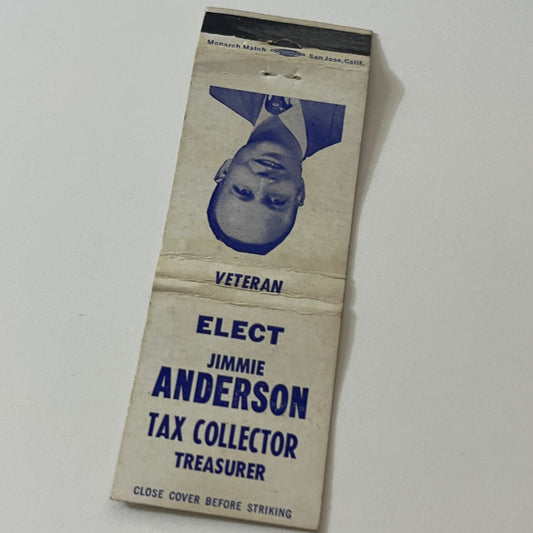 Monarch Match San Jose, Calif.
VETERAN
ELECT
JIMMIE
ANDERSON
TAX COLLECTOR
TREASURER
CLOSE COVER BEFORE STRIKING